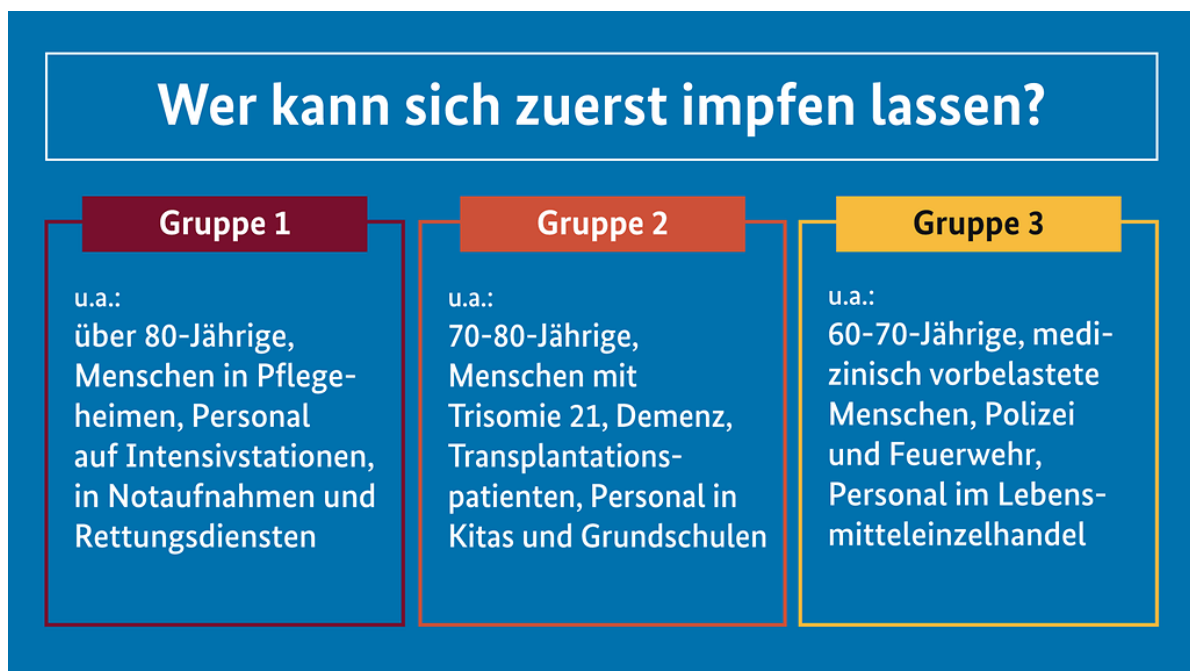 Wer kann sich zuerst impfen lassen?
Gruppe 1
u.a.:
über 80-Jährige,
Menschen in Pflege-
heimen, Personal
auf Intensivstationen,
in Notaufnahmen und
Rettungsdiensten
Gruppe 2
u.a.:
70-80-Jährige,
Menschen mit
Trisomie 21, Demenz,
Transplantations-
patienten, Personal in
Kitas und Grundschulen
Gruppe 3
u.a.:
60-70-Jährige, medi-
zinisch vorbelastete
Menschen, Polizei
und Feuerwehr,
Personal im Lebens-
mitteleinzelhandel